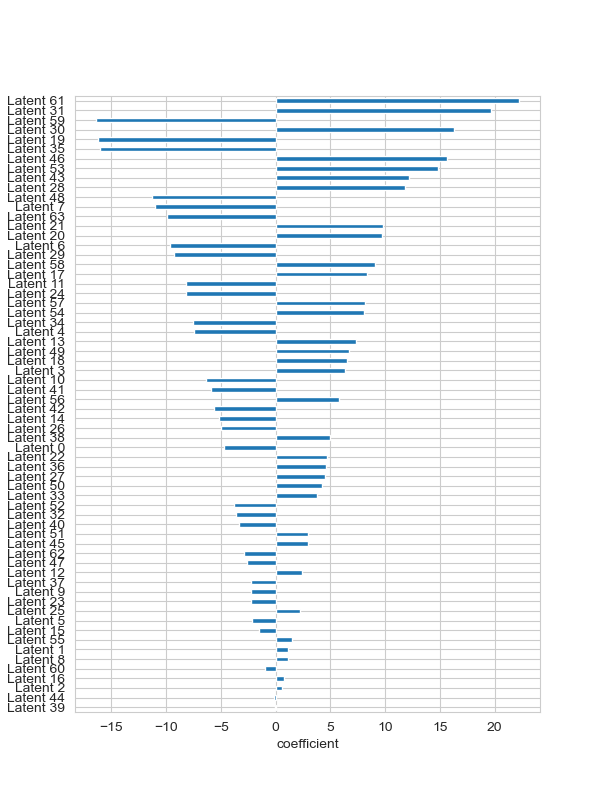 Latent 61
Latent 31
Latent 59
Latent 30
Latent 19
Latent 35
Latent 46
Latent 53
Latent 43
Latent 28
Latent 48
Latent 7
Latent 63
Latent 21
Latent 20
Latent 6
Latent 29
Latent 58
Latent 17
Latent 11
Latent 24
Latent 57
Latent 54
Latent 34
Latent 4
Latent 13
Latent 49
Latent 18
Latent 3
Latent 10
Latent 41
Latent 56
Latent 42
Latent 14
Latent 26
Latent 38
Latent 0
Latent 22
Latent 36
Latent 27
Latent 50
Latent 33
Latent 52
Latent 32
Latent 40
Latent 51
Latent 45
Latent 62
Latent 47
Latent 12
Latent 37
Latent 9
Latent 23
Latent 25
Latent 5
Latent 15
Latent 55
Latent 1
Latent 8
Latent 60
Latent 16
Latent 2
Latent 44
Latent 39
−15 −10 −5 0 5 10 15 20
coefficient